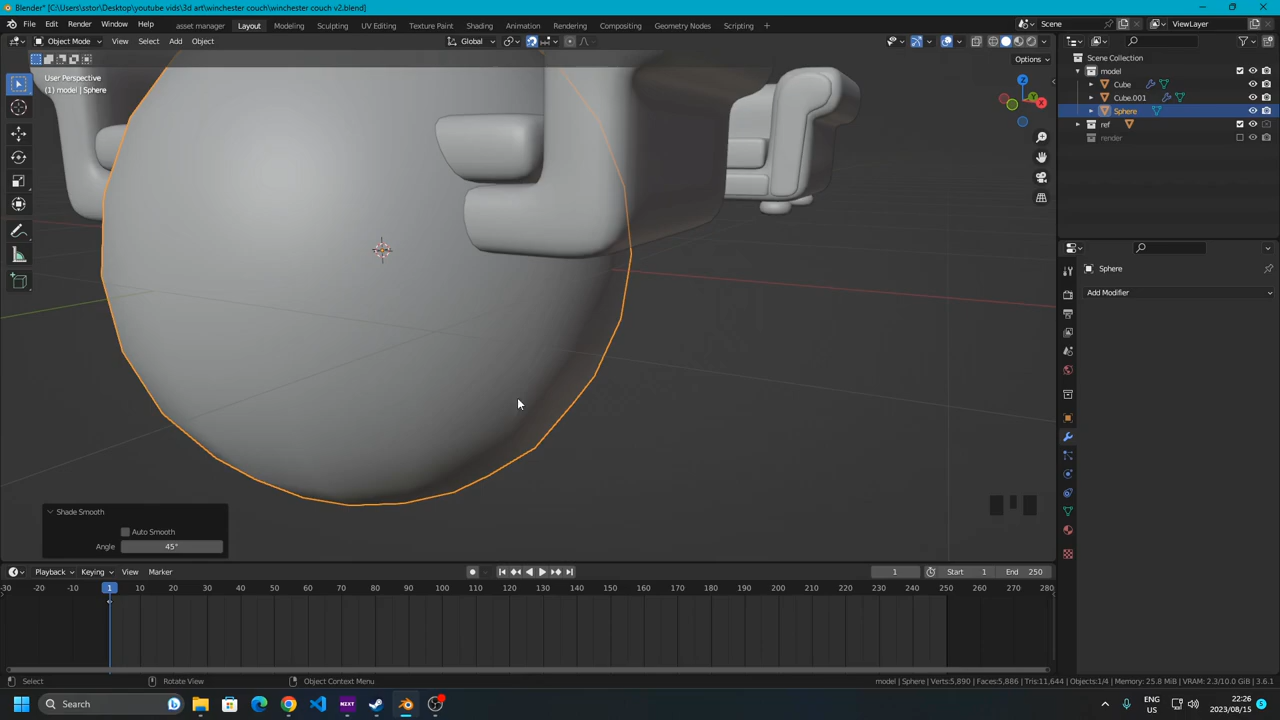 Blender* [C:\Users\sstor\Desktop\youtube vids\3d art\winchester couch\winchester couch v2.blend]
File Edit Render Window Help asset manager Layout Modeling Sculpting UV Editing Texture Paint Shading Animation Rendering Compositing Geometry Nodes Scripting + Scene ViewLayer
Object Mode View Select Add Object Global
Options
User Perspective
(1) model | Sphere
X
Y
Z
Scene Collection
model
Cube
Cube.001
Sphere
ref
render
Sphere
Add Modifier
Shade Smooth
Auto Smooth
Angle 45°
Playback Keying View Marker 1 Start 1 End 250
-30 -20 -10 1 10 20 30 40 50 60 70 80 90 100 110 120 130 140 150 160 170 180 190 200 210 220 230 240 250 260 270 280
Select Rotate View Object Context Menu model | Sphere Verts:5,890 | Faces:5,886 | Tris:11,644 | Objects:1/4 | Memory: 25.8 MiB | VRAM: 2.3/10.0 GiB | 3.6.1
Search NZXT ENG US 22:26 2023/08/15 5